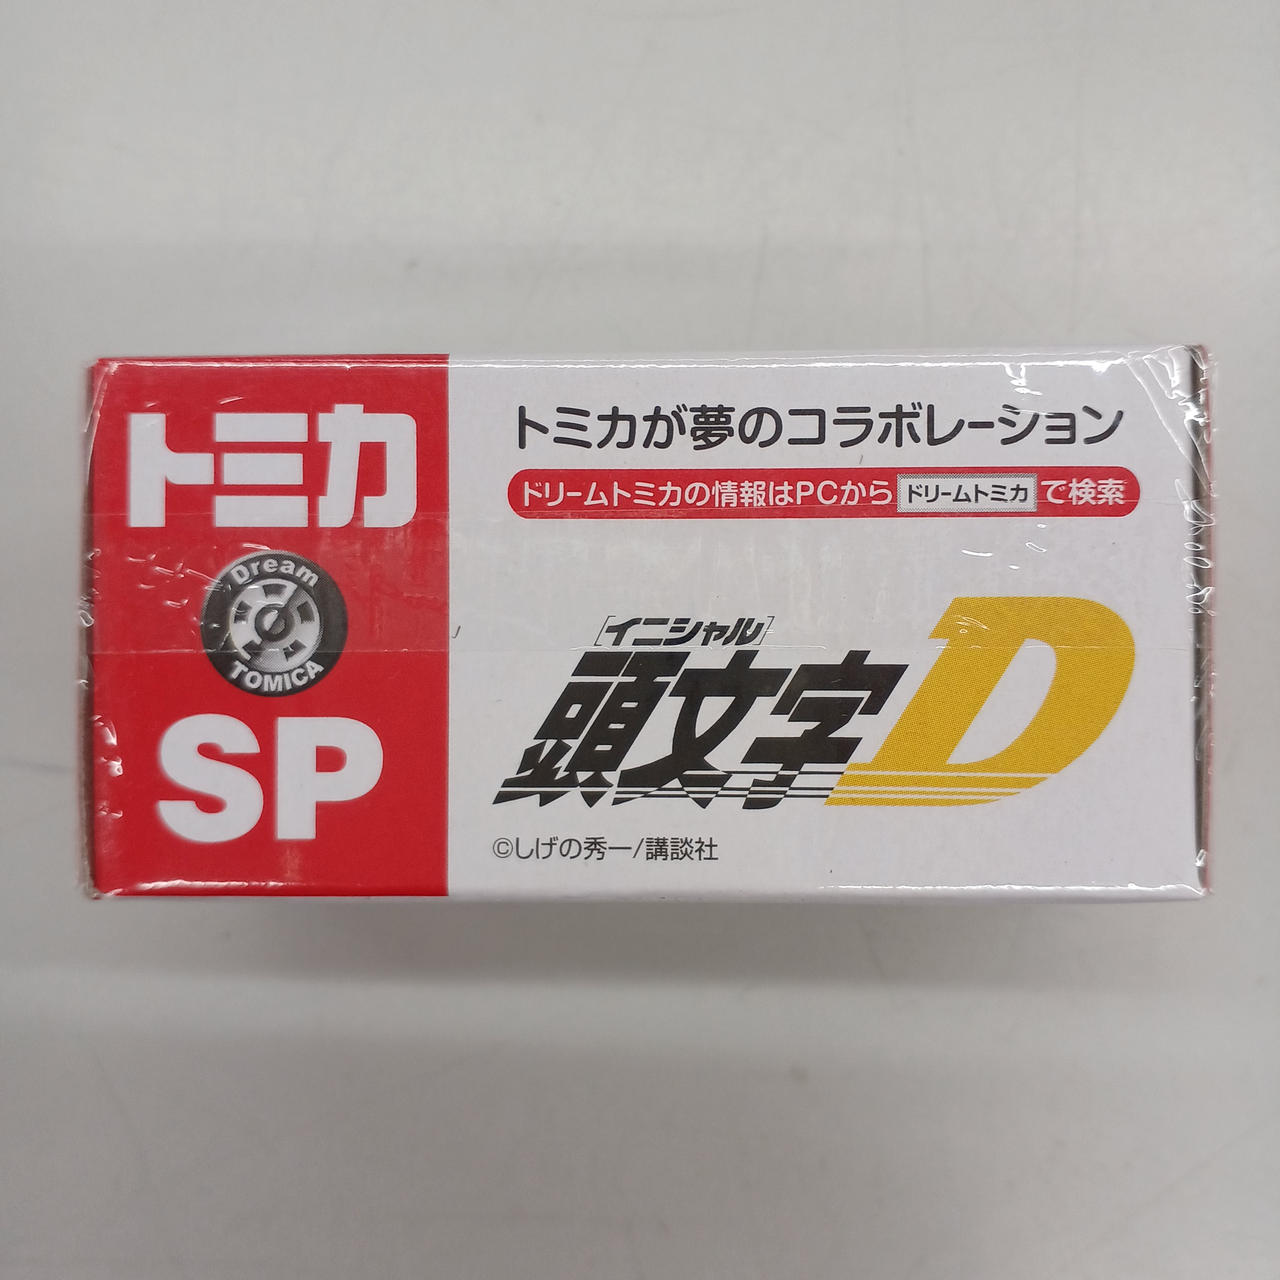 トミカ
Dream
TOMICA
SP
トミカが夢のコラボレーション
ドリームトミカの情報はPCから ドリームトミカ で検索
[イニシャル]
頭文字D
©しげの秀一/講談社